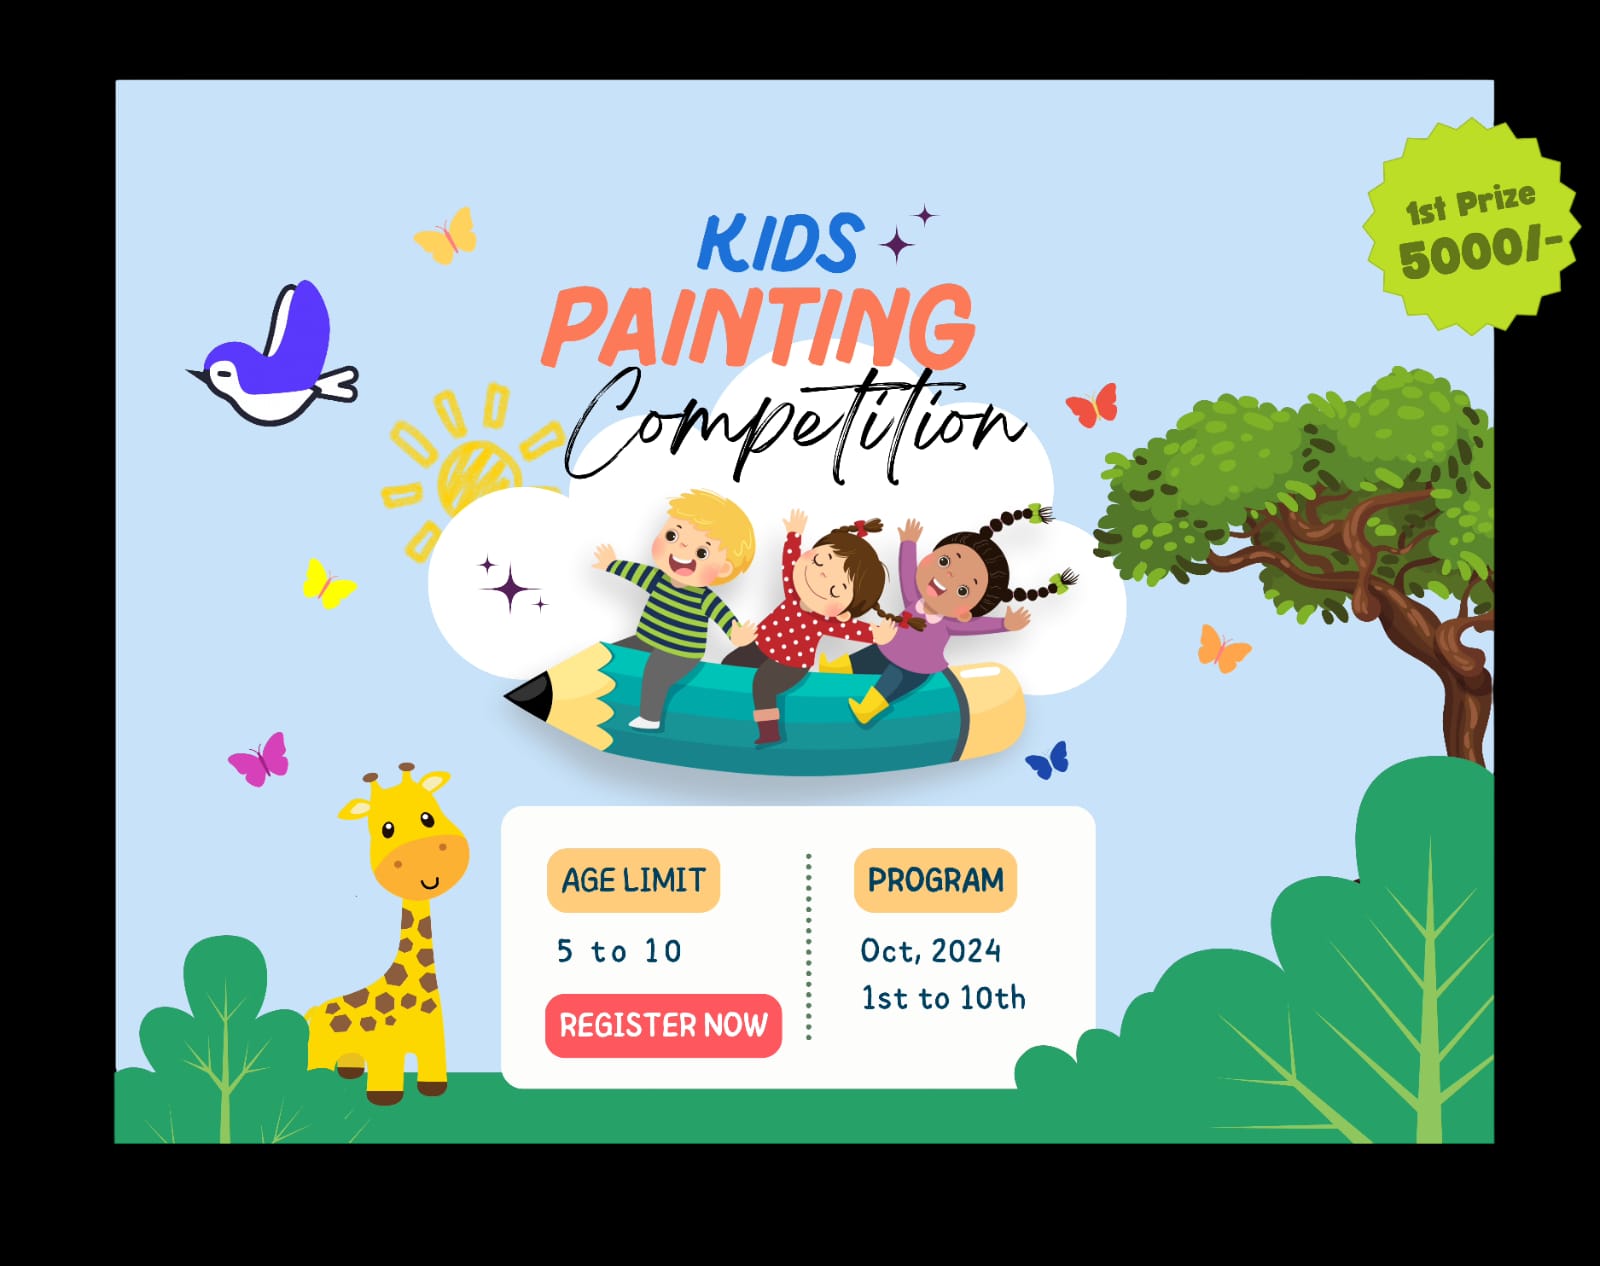 KIDS
PAINTING
Competition
1st Prize
5000/-
AGE LIMIT
5 to 10
REGISTER NOW
PROGRAM
Oct, 2024
1st to 10th